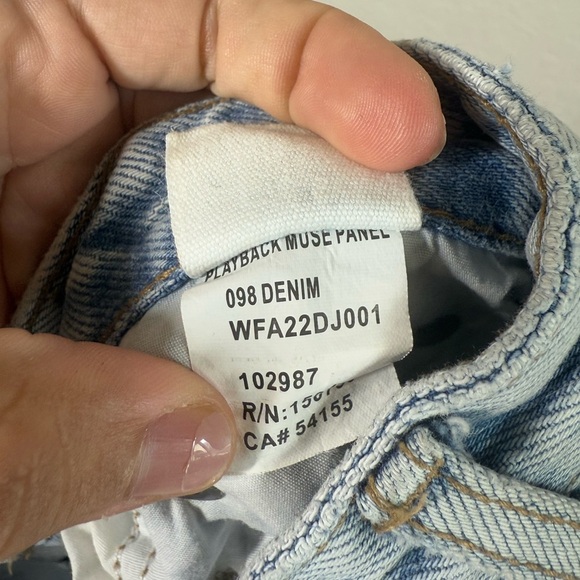 PLAYBACK MUSE PANEL
098 DENIM
WFA22DJ001
102987
R/N:
CA# 54155